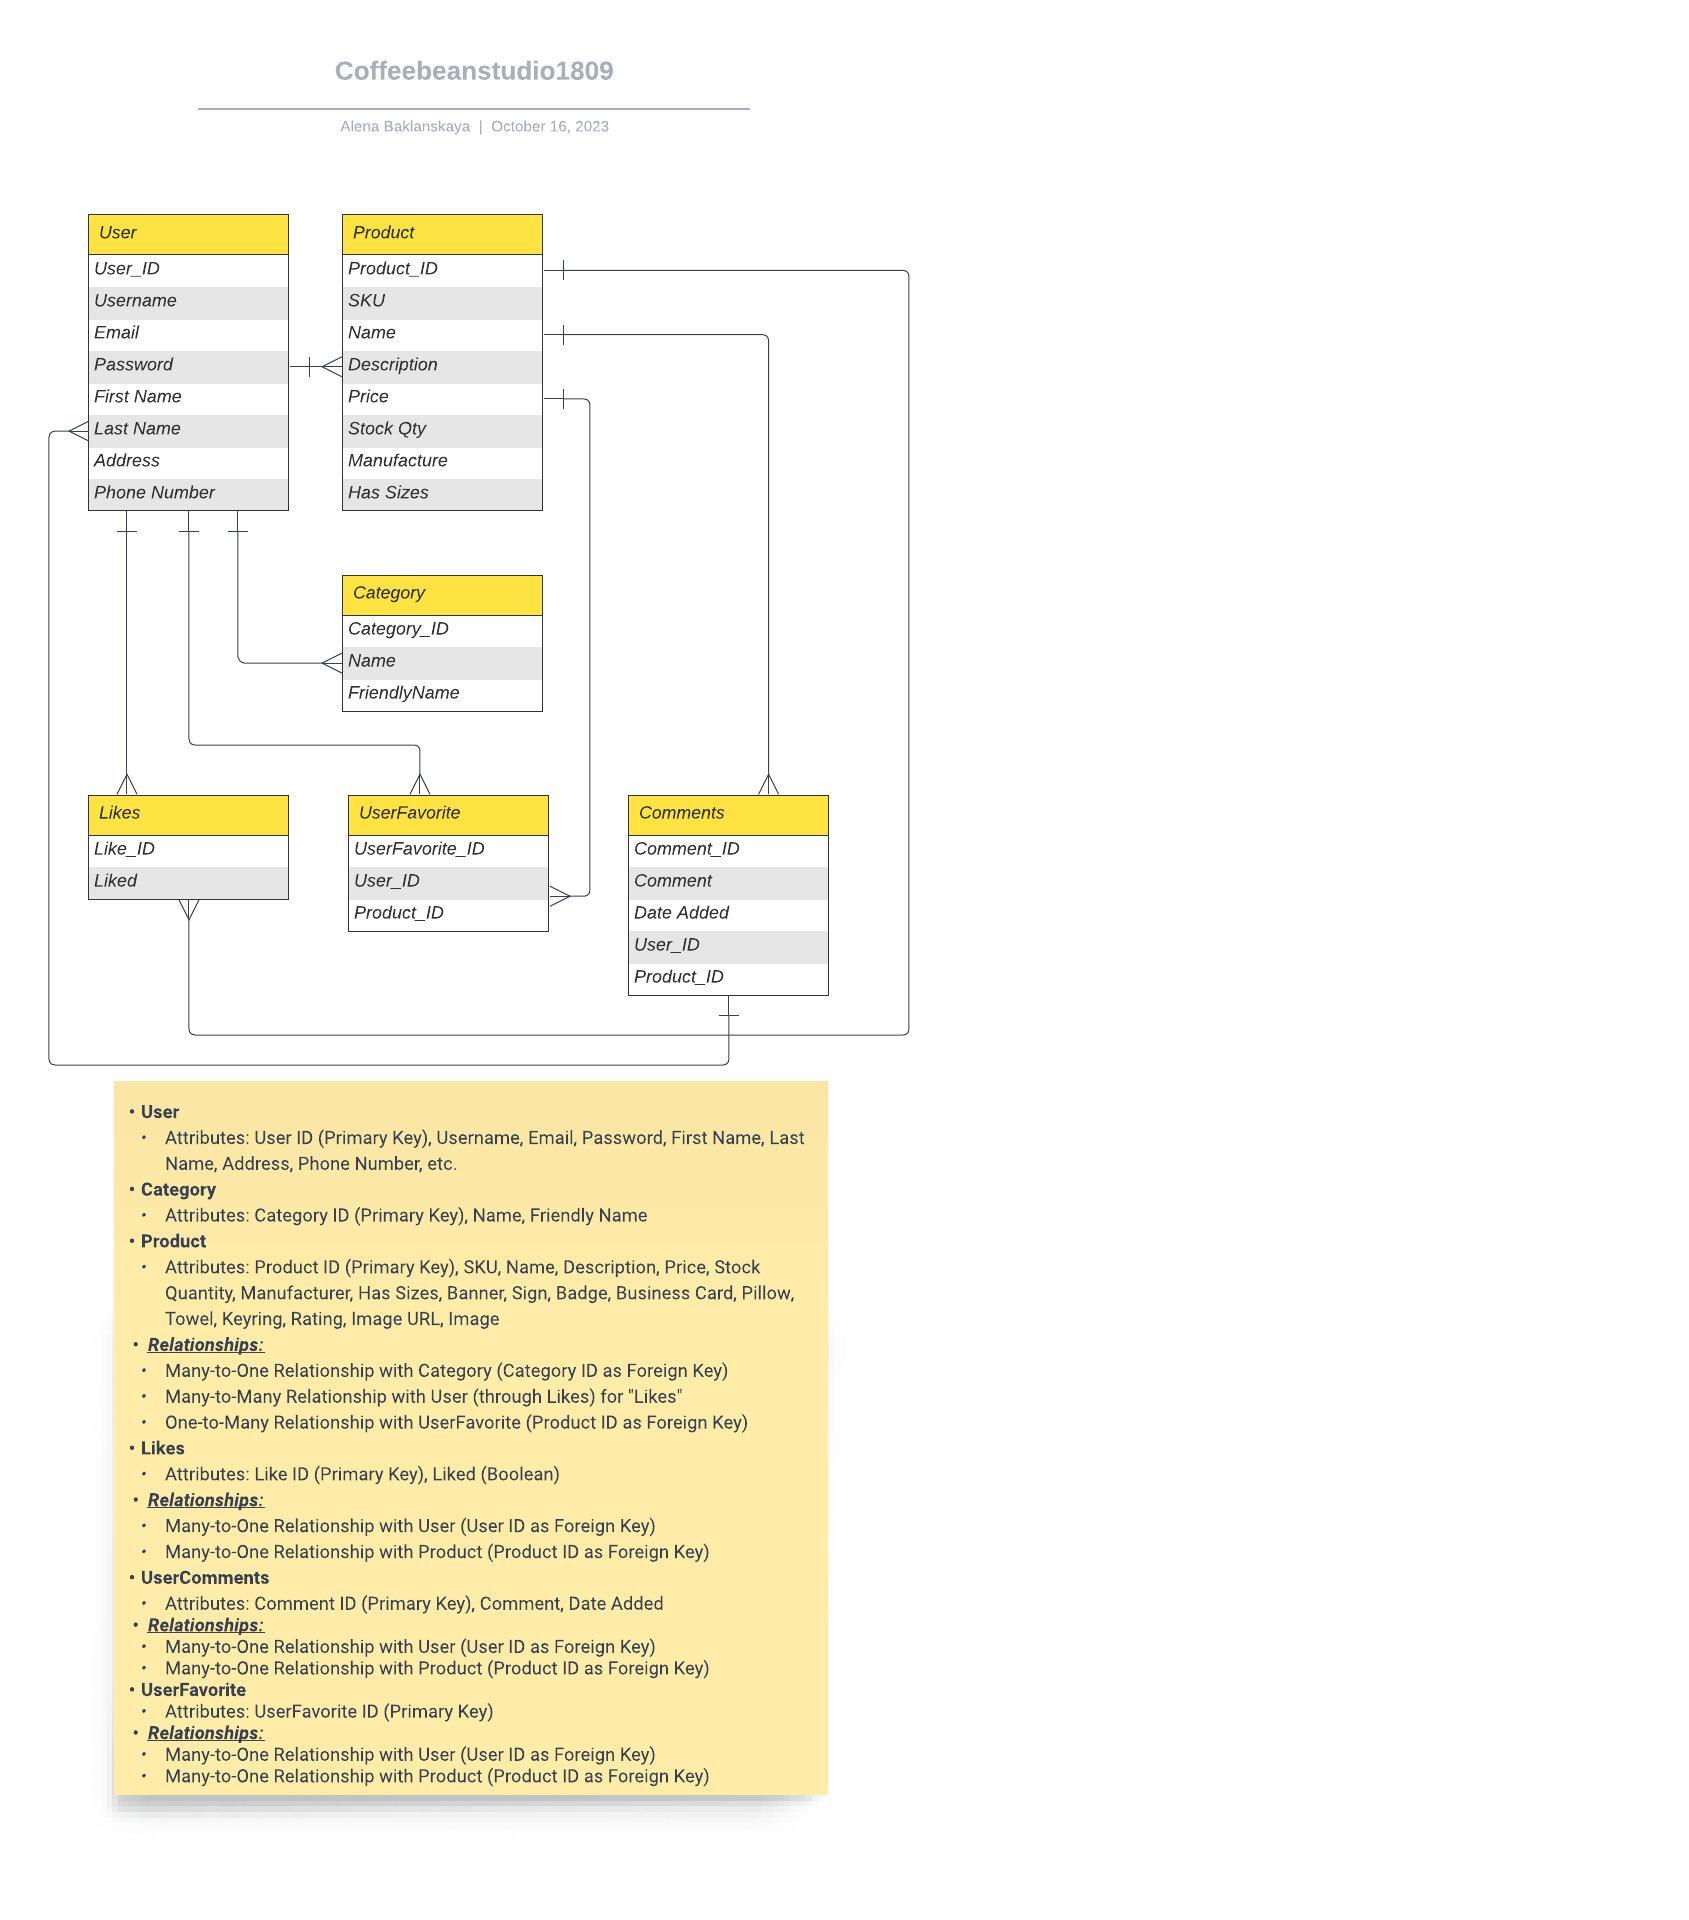 Coffeebeanstudio1809
Alena Baklanskaya | October 16, 2023
User
User_ID
Username
Email
Password
First Name
Last Name
Address
Phone Number
Product
Product_ID
SKU
Name
Description
Price
Stock Qty
Manufacture
Has Sizes
Category
Category_ID
Name
FriendlyName
Likes
Like_ID
Liked
UserFavorite
UserFavorite_ID
User_ID
Product_ID
Comments
Comment_ID
Comment
Date Added
User_ID
Product_ID
• User
• Attributes: User ID (Primary Key), Username, Email, Password, First Name, Last
Name, Address, Phone Number, etc.
• Category
• Attributes: Category ID (Primary Key), Name, Friendly Name
• Product
• Attributes: Product ID (Primary Key), SKU, Name, Description, Price, Stock
Quantity, Manufacturer, Has Sizes, Banner, Sign, Badge, Business Card, Pillow,
Towel, Keyring, Rating, Image URL, Image
• Relationships:
• Many-to-One Relationship with Category (Category ID as Foreign Key)
• Many-to-Many Relationship with User (through Likes) for "Likes"
• One-to-Many Relationship with UserFavorite (Product ID as Foreign Key)
• Likes
• Attributes: Like ID (Primary Key), Liked (Boolean)
• Relationships:
• Many-to-One Relationship with User (User ID as Foreign Key)
• Many-to-One Relationship with Product (Product ID as Foreign Key)
• UserComments
• Attributes: Comment ID (Primary Key), Comment, Date Added
• Relationships:
• Many-to-One Relationship with User (User ID as Foreign Key)
• Many-to-One Relationship with Product (Product ID as Foreign Key)
• UserFavorite
• Attributes: UserFavorite ID (Primary Key)
• Relationships:
• Many-to-One Relationship with User (User ID as Foreign Key)
• Many-to-One Relationship with Product (Product ID as Foreign Key)